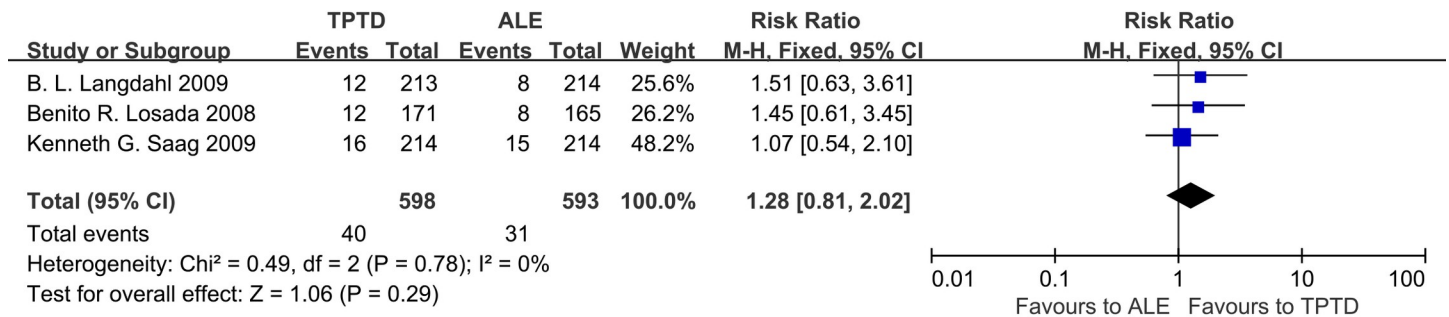 TPTD ALE Risk Ratio Risk Ratio
Study or Subgroup Events Total Events Total Weight M-H, Fixed, 95% CI M-H, Fixed, 95% CI
B. L. Langdahl 2009 12 213 8 214 25.6% 1.51 [0.63, 3.61]
Benito R. Losada 2008 12 171 8 165 26.2% 1.45 [0.61, 3.45]
Kenneth G. Saag 2009 16 214 15 214 48.2% 1.07 [0.54, 2.10]
Total (95% CI) 598 593 100.0% 1.28 [0.81, 2.02]
Total events 40 31
Heterogeneity: Chi² = 0.49, df = 2 (P = 0.78); I² = 0%
Test for overall effect: Z = 1.06 (P = 0.29)
0.01 0.1 1 10 100
Favours to ALE Favours to TPTD